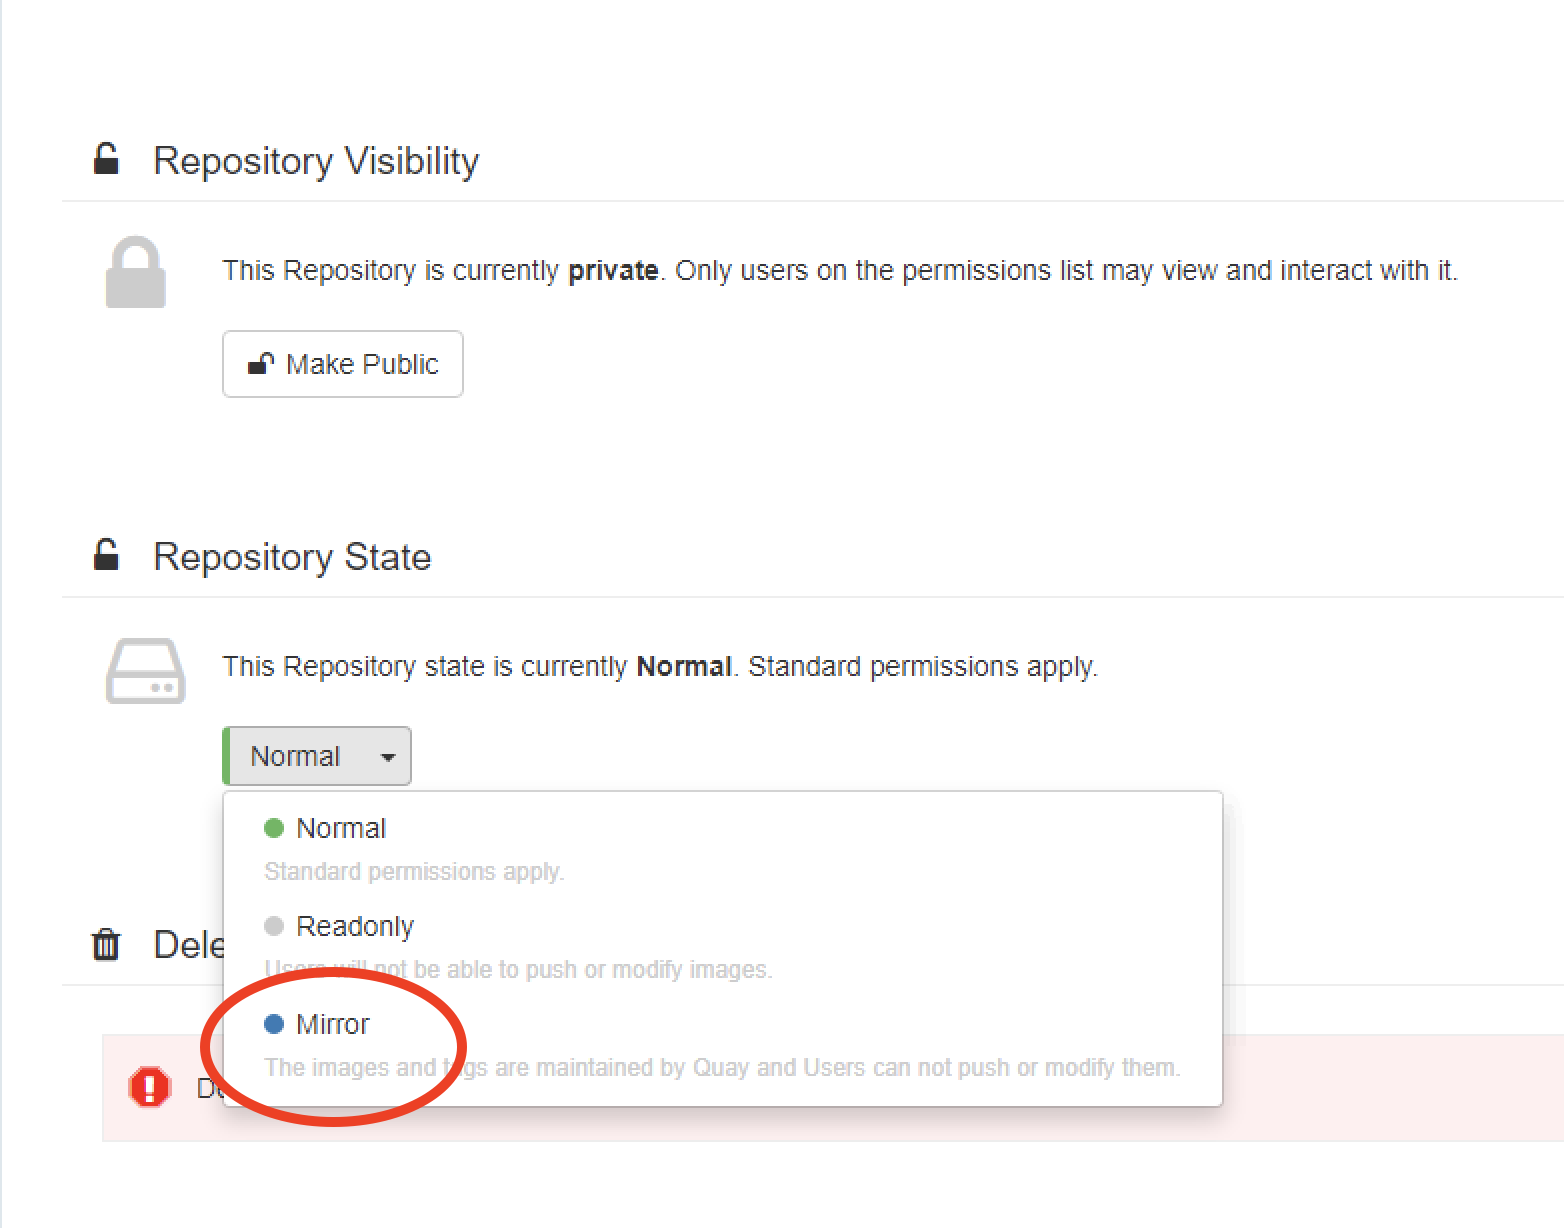 Repository Visibility
This Repository is currently private. Only users on the permissions list may view and interact with it.
Make Public
Repository State
This Repository state is currently Normal. Standard permissions apply.
Normal
Normal
Standard permissions apply.
Readonly
Users will not be able to push or modify images.
Dele
Mirror
The images and tags are maintained by Quay and Users can not push or modify them.